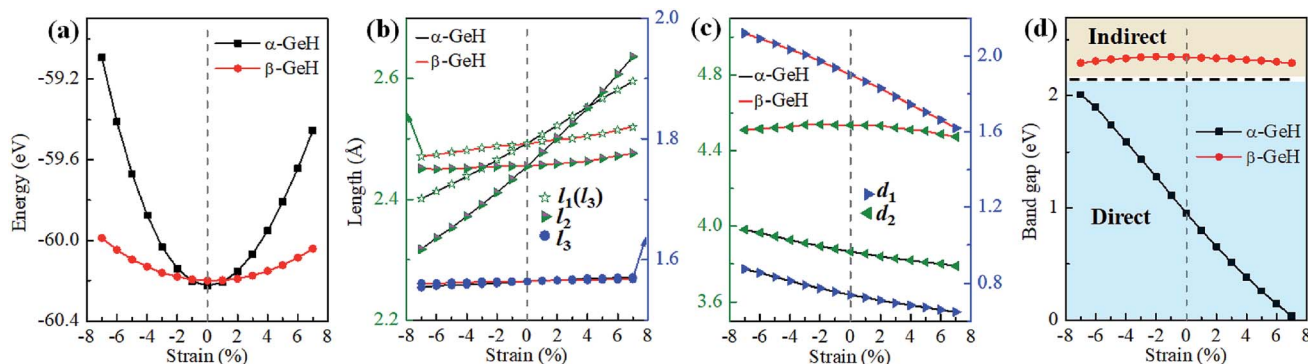 (a)
α-GeH
β-GeH
-59.2
-59.6
-60.0
-60.4
Energy (eV)
-8 -6 -4 -2 0 2 4 6 8
Strain (%)
(b)
α-GeH
β-GeH
l1(l3)
l2
l3
2.6
2.4
2.2
Length (Å)
2.0
1.8
1.6
1.5
-8 -6 -4 -2 0 2 4 6 8
Strain (%)
(c)
α-GeH
β-GeH
d1
d2
4.8
4.4
4.0
3.6
2.0
1.6
1.2
0.8
-8 -6 -4 -2 0 2 4 6 8
Strain (%)
(d)
Indirect
α-GeH
β-GeH
Direct
2
1
0
Band gap (eV)
-8 -6 -4 -2 0 2 4 6 8
Strain (%)